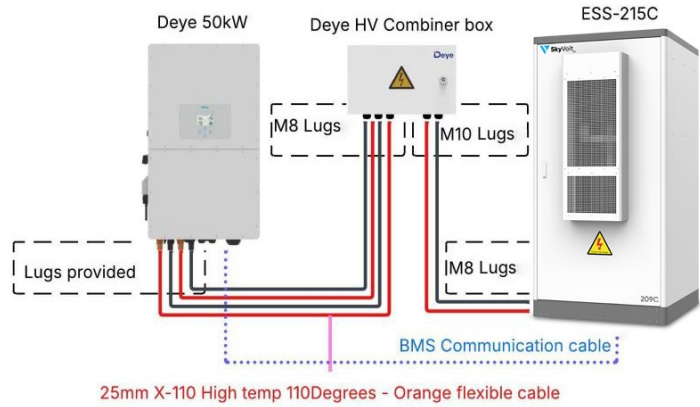 Deye 50kW
Deye HV Combiner box
ESS-215C
Deye
SkyVolt
M8 Lugs
M10 Lugs
Lugs provided
M8 Lugs
209C
BMS Communication cable
25mm X-110 High temp 110Degrees - Orange flexible cable